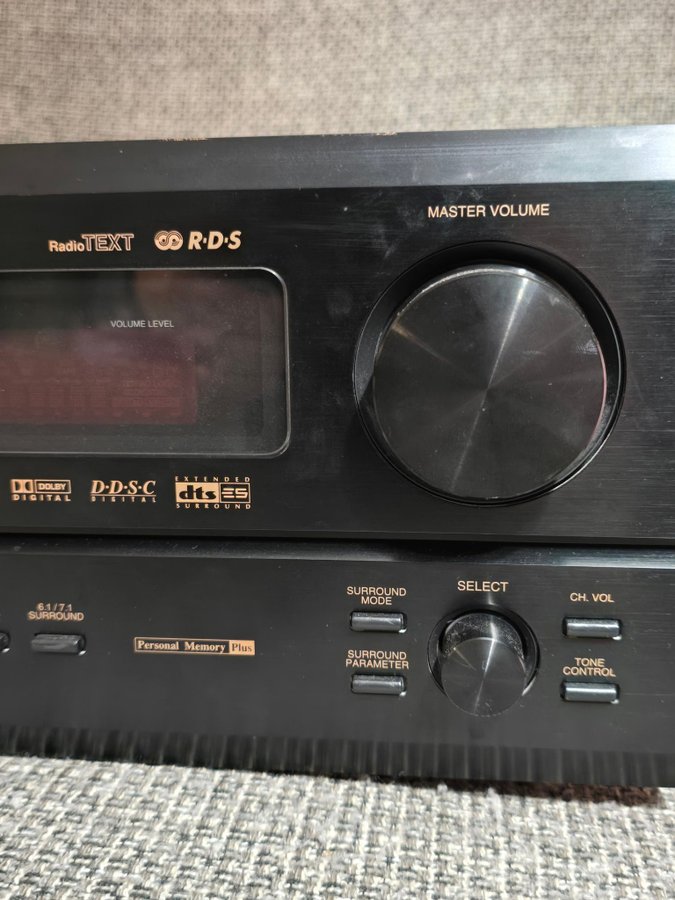 MASTER VOLUME
RadioTEXT R·D·S
VOLUME LEVEL
DOLBY
DIGITAL
D·D·S·C
DIGITAL
EXTENDED
dts ES
SURROUND
6.1 / 7.1
SURROUND
Personal Memory Plus
SURROUND
MODE
SURROUND
PARAMETER
SELECT
CH. VOL
TONE
CONTROL